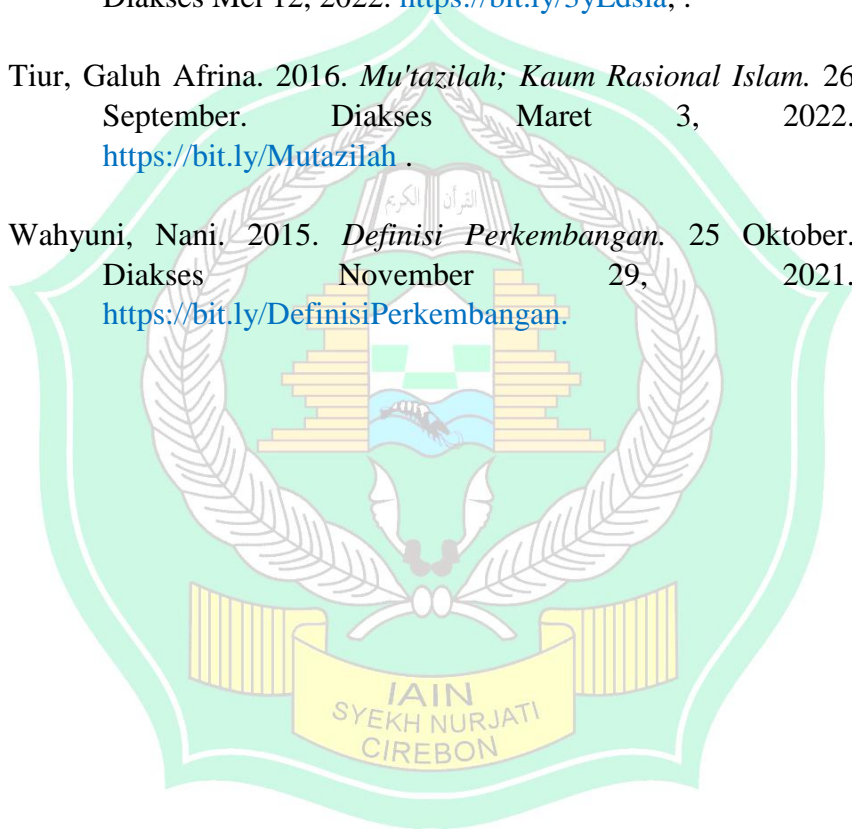 Diakses Mei 12, 2022. https://bit.ly/3yEdsfa, .
Tiur, Galuh Afrina. 2016. Mu'tazilah; Kaum Rasional Islam. 26
September. Diakses Maret 3, 2022.
https://bit.ly/Mutazilah .
Wahyuni, Nani. 2015. Definisi Perkembangan. 25 Oktober.
Diakses November 29, 2021.
https://bit.ly/DefinisiPerkembangan.
القرأن الكريم
IAIN
SYEKH NURJATI
CIREBON